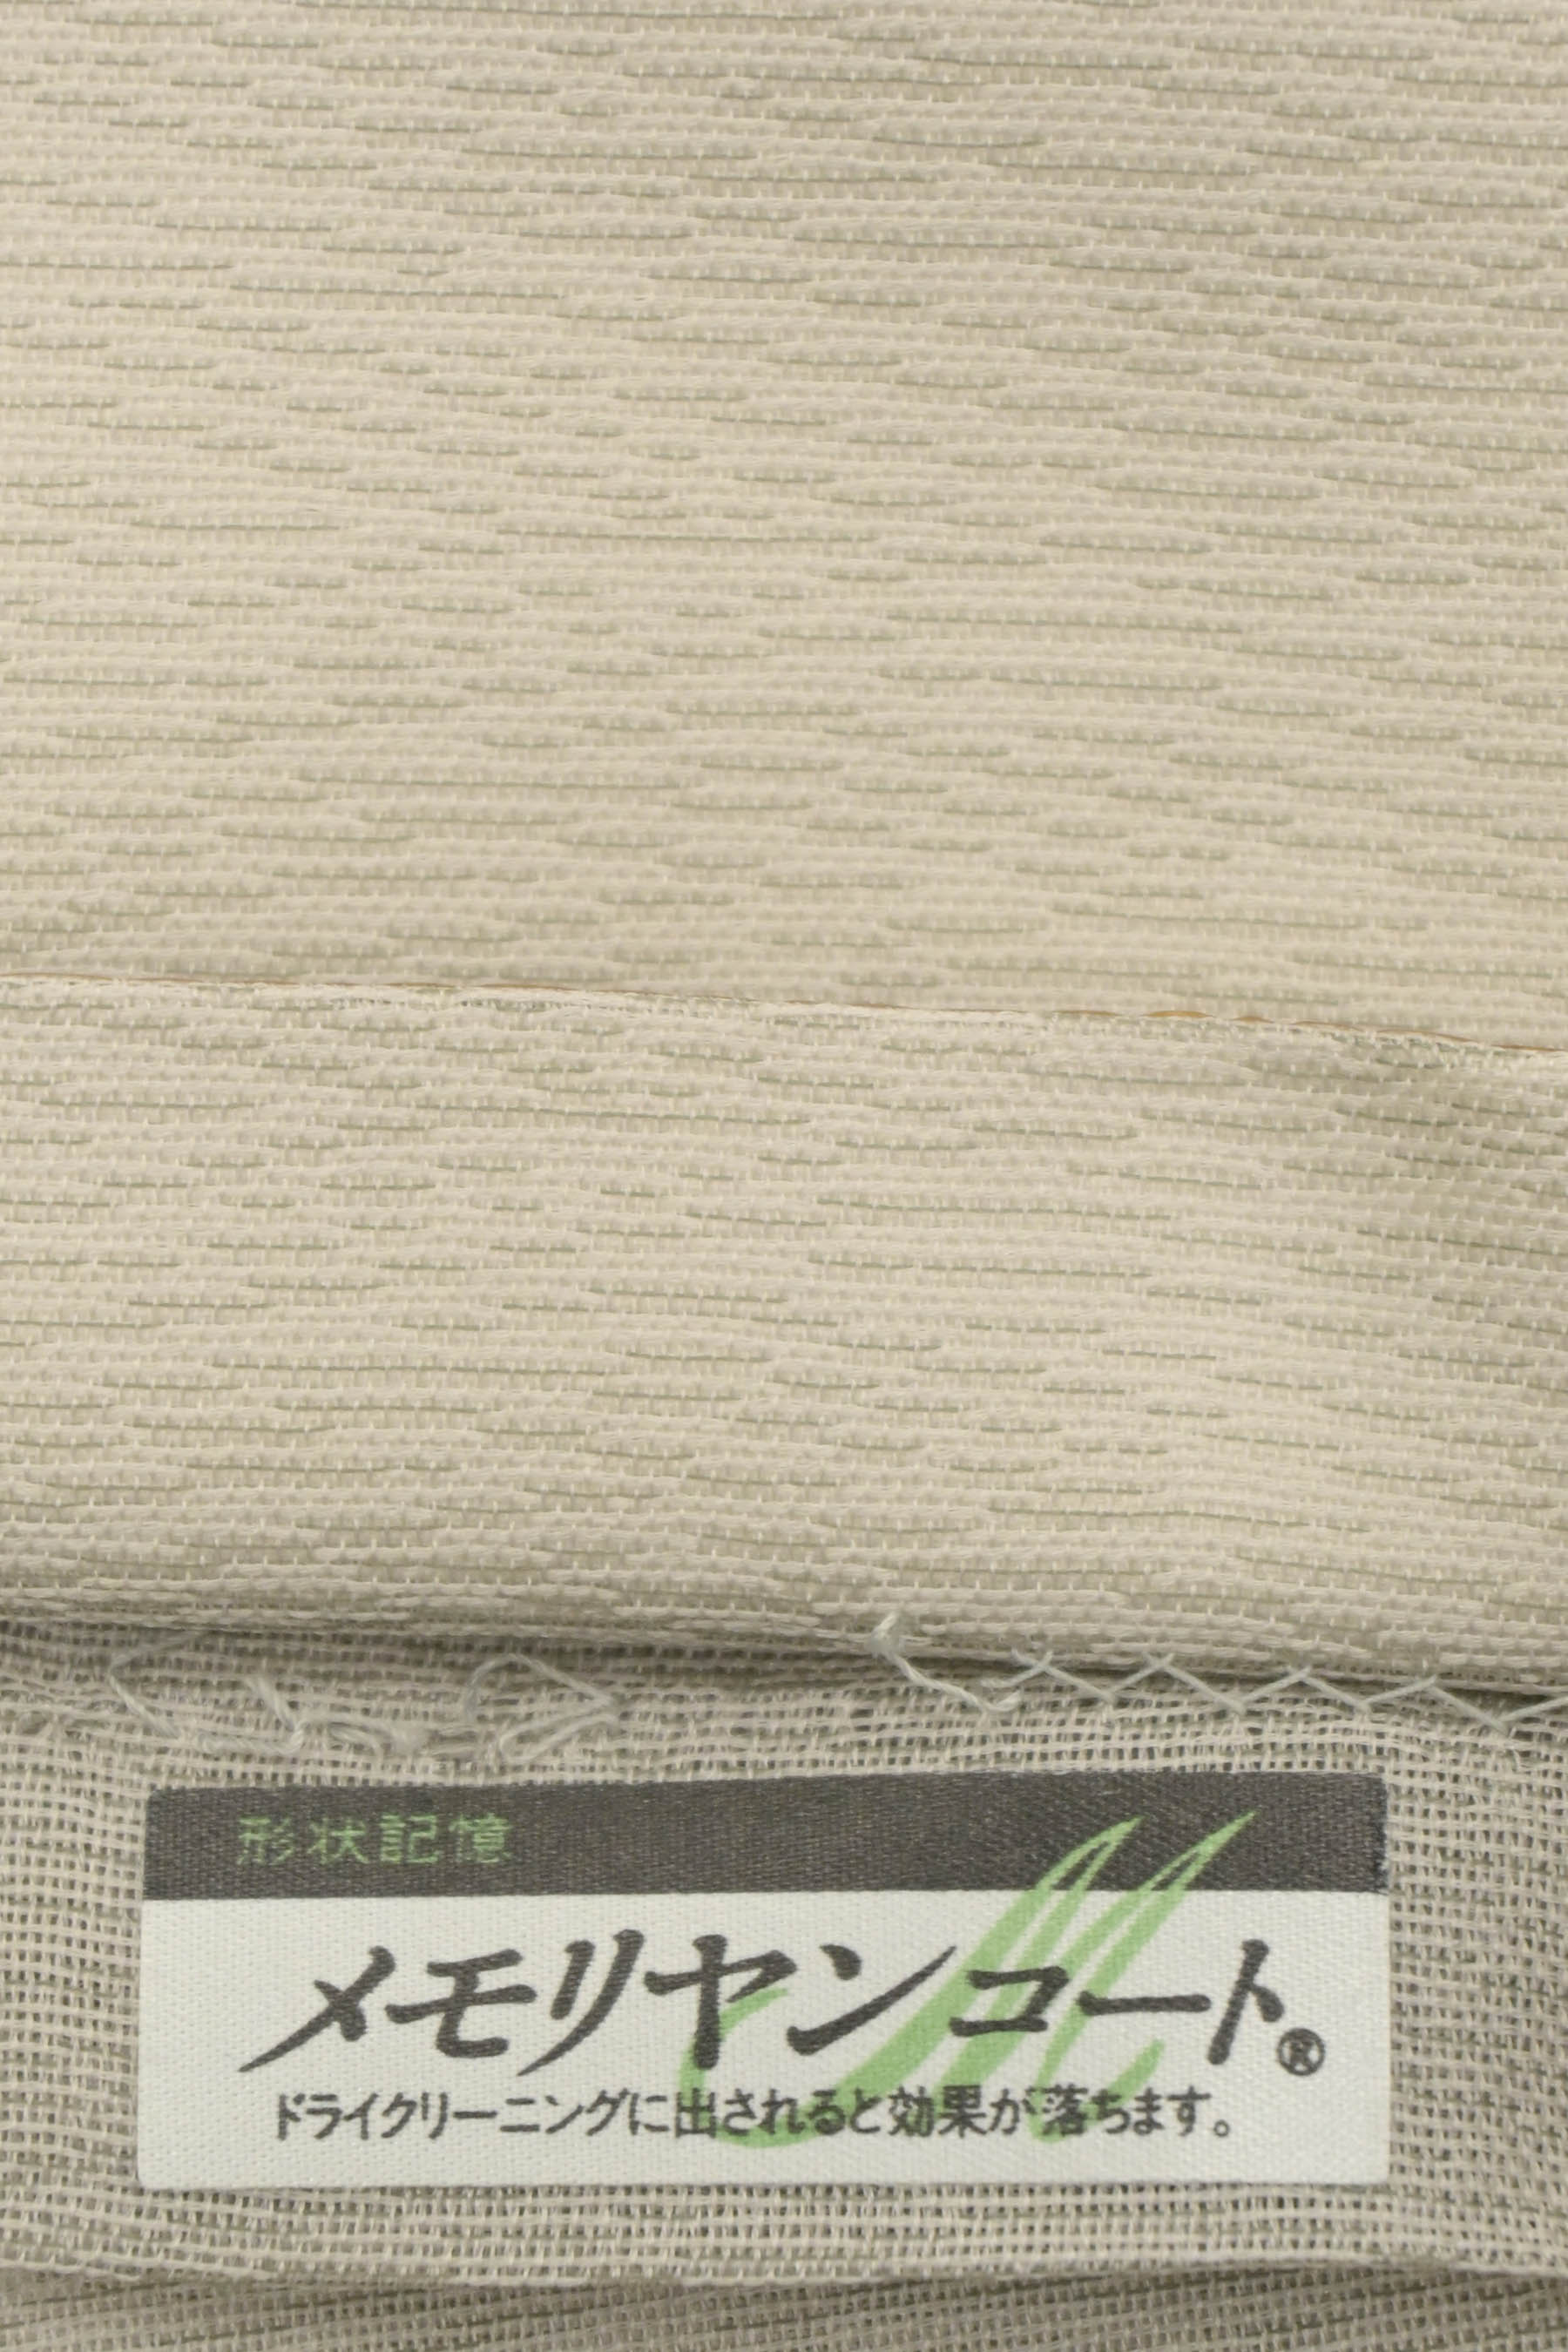 形状記憶
メモリヤンコート®
ドライクリーニングに出されると効果が落ちます。